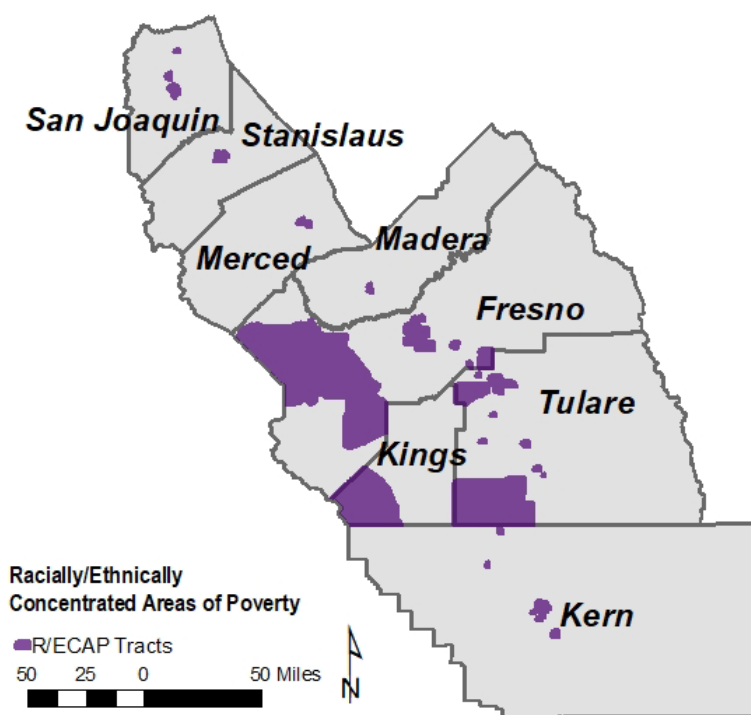 San Joaquin
Stanislaus
Merced
Madera
Fresno
Tulare
Kings
Kern
Racially/Ethnically
Concentrated Areas of Poverty
R/ECAP Tracts
50 25 0 50 Miles
N